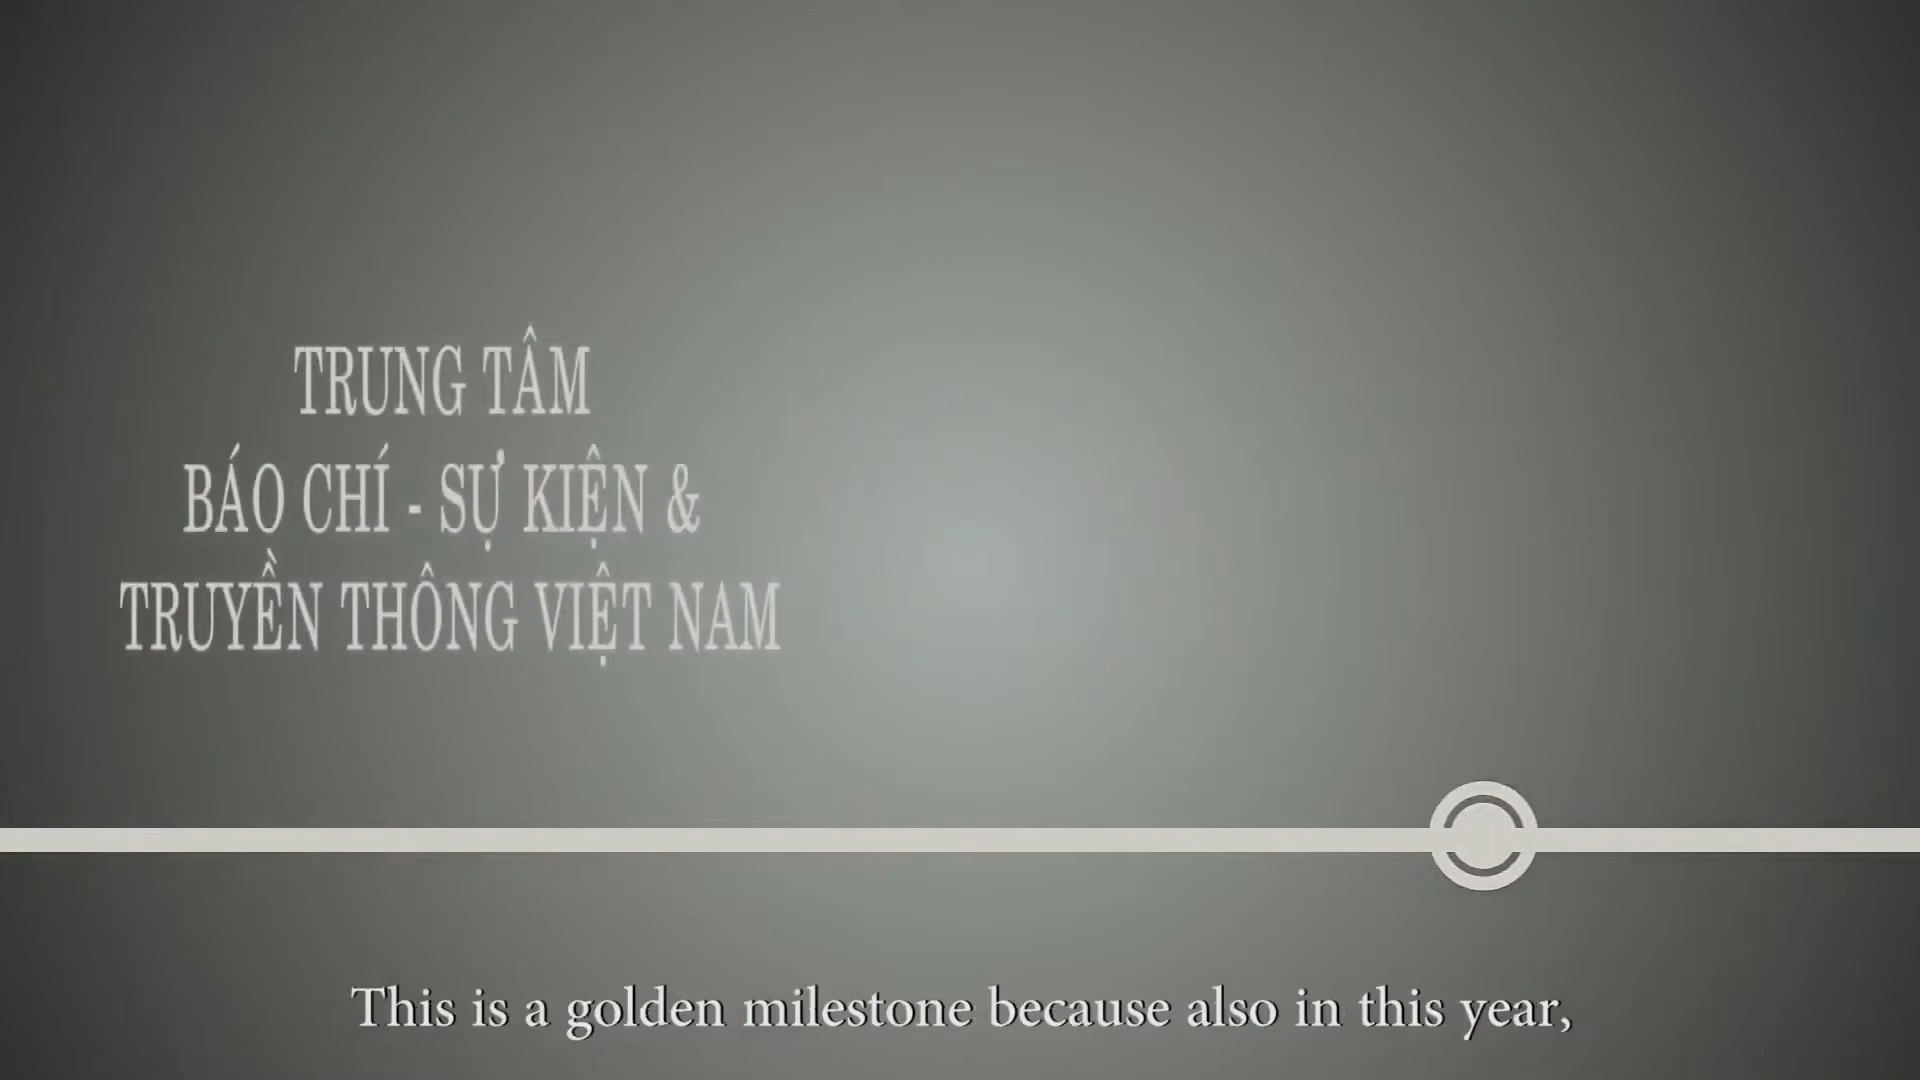 TRUNG TÂM
BÁO CHÍ - SỰ KIỆN &
TRUYỀN THÔNG VIỆT NAM
This is a golden milestone because also in this year,